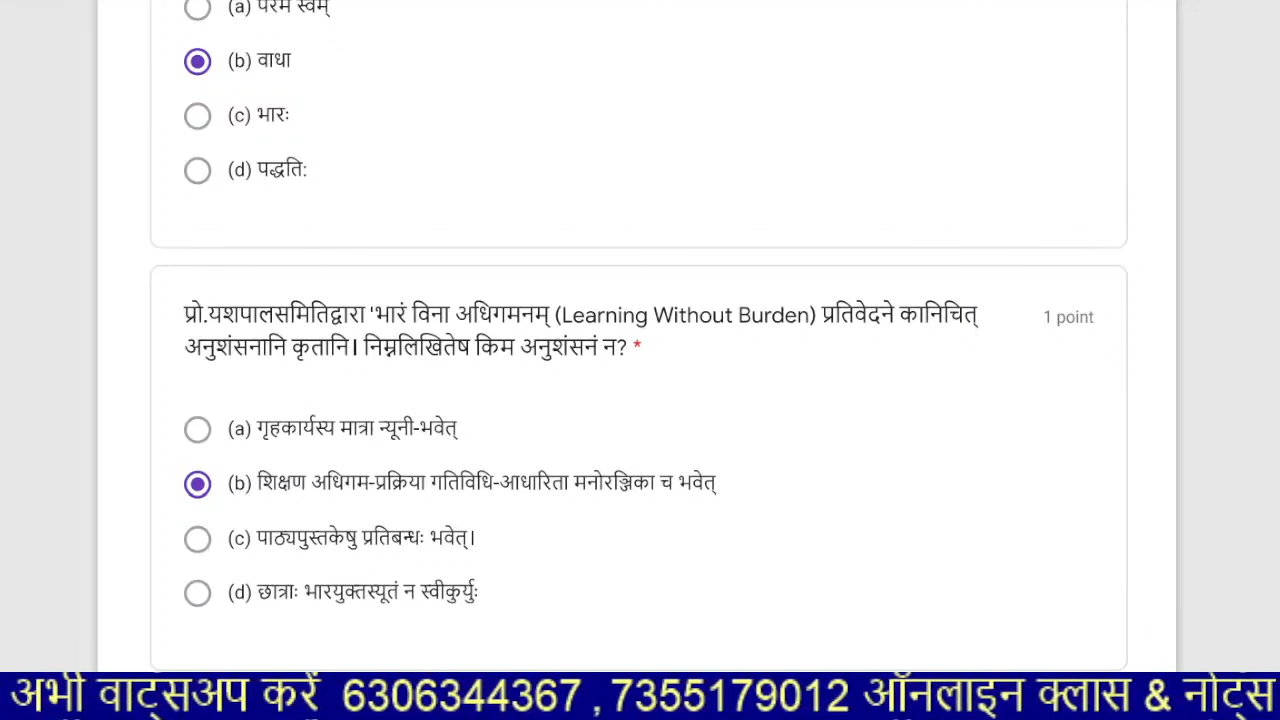 (a) परम स्वम्
(b) वाधा
(c) भारः
(d) पद्धति:
प्रो.यशपालसमितिद्वारा 'भारं विना अधिगमनम् (Learning Without Burden) प्रतिवेदने कानिचित्
1 point
अनुशंसनानि कृतानि। निम्नलिखितेष किम अनुशंसनं न? *
(a) गृहकार्यस्य मात्रा न्यूनी-भवेत्
(b) शिक्षण अधिगम-प्रक्रिया गतिविधि-आधारिता मनोरञ्जिका च भवेत्
(c) पाठ्यपुस्तकेषु प्रतिबन्धः भवेत्।
(d) छात्राः भारयुक्तस्यूतं न स्वीकुर्युः
अभी वाट्सअप करें 6306344367 , 7355179012 ऑनलाइन क्लास & नोट्स